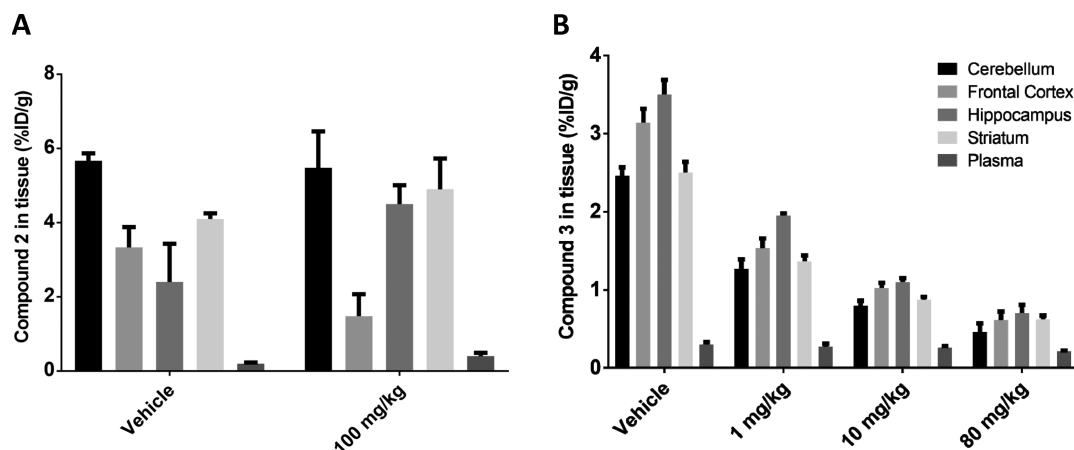 A
Compound 2 in tissue (%ID/g)
8
6
4
2
0
Vehicle
100 mg/kg
B
Compound 3 in tissue (%ID/g)
4
3
2
1
0
Vehicle
1 mg/kg
10 mg/kg
80 mg/kg
Cerebellum
Frontal Cortex
Hippocampus
Striatum
Plasma